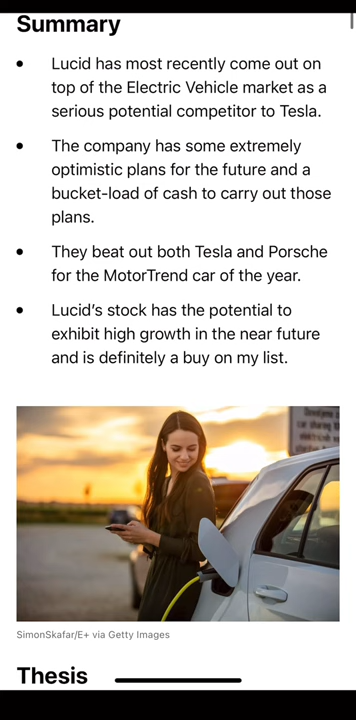 Summary
• Lucid has most recently come out on
top of the Electric Vehicle market as a
serious potential competitor to Tesla.
• The company has some extremely
optimistic plans for the future and a
bucket-load of cash to carry out those
plans.
• They beat out both Tesla and Porsche
for the MotorTrend car of the year.
• Lucid’s stock has the potential to
exhibit high growth in the near future
and is definitely a buy on my list.
SimonSkafar/E+ via Getty Images
Thesis